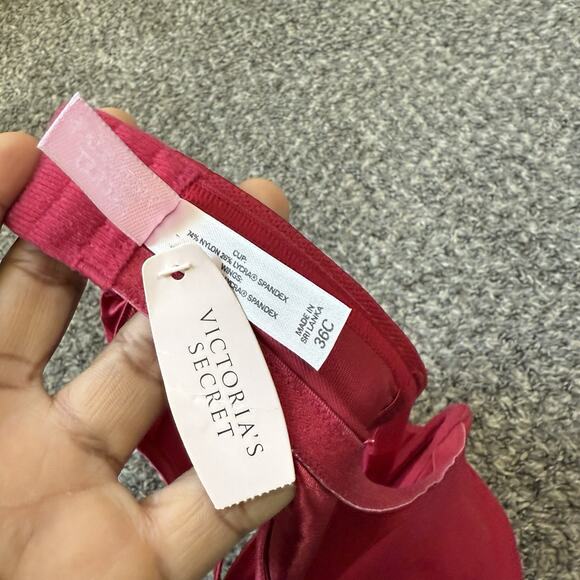 CUP:
74% NYLON 26% LYCRA® SPANDEX
WINGS:
LYCRA® SPANDEX
MADE IN
SRI LANKA
36C
VICTORIA'S
SECRET